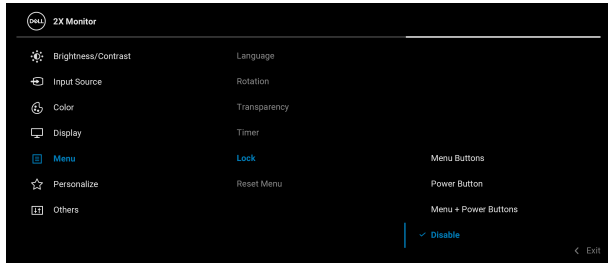 DELL 2X Monitor
Brightness/Contrast
Input Source
Color
Display
Menu
Personalize
Others
Language
Rotation
Transparency
Timer
Lock
Reset Menu
Menu Buttons
Power Button
Menu + Power Buttons
Disable
Exit